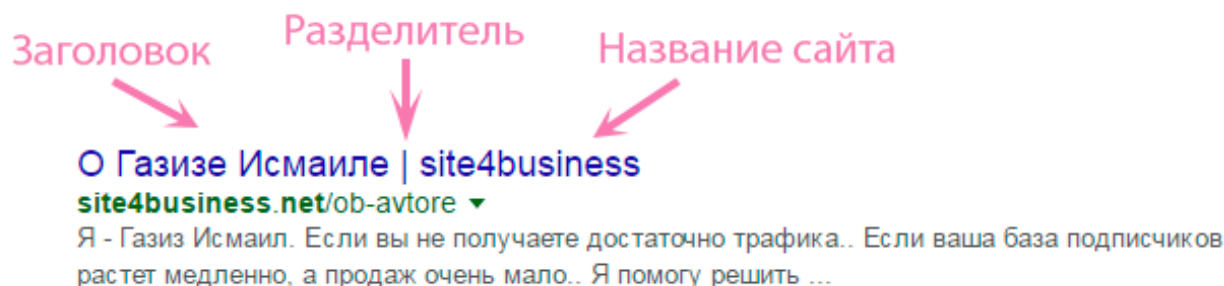 Заголовок
Разделитель
Название сайта
О Газизе Исмаиле | site4business
site4business.net/ob-avtore
Я - Газиз Исмаил. Если вы не получаете достаточно трафика.. Если ваша база подписчиков
растет медленно, а продаж очень мало.. Я помогу решить ...